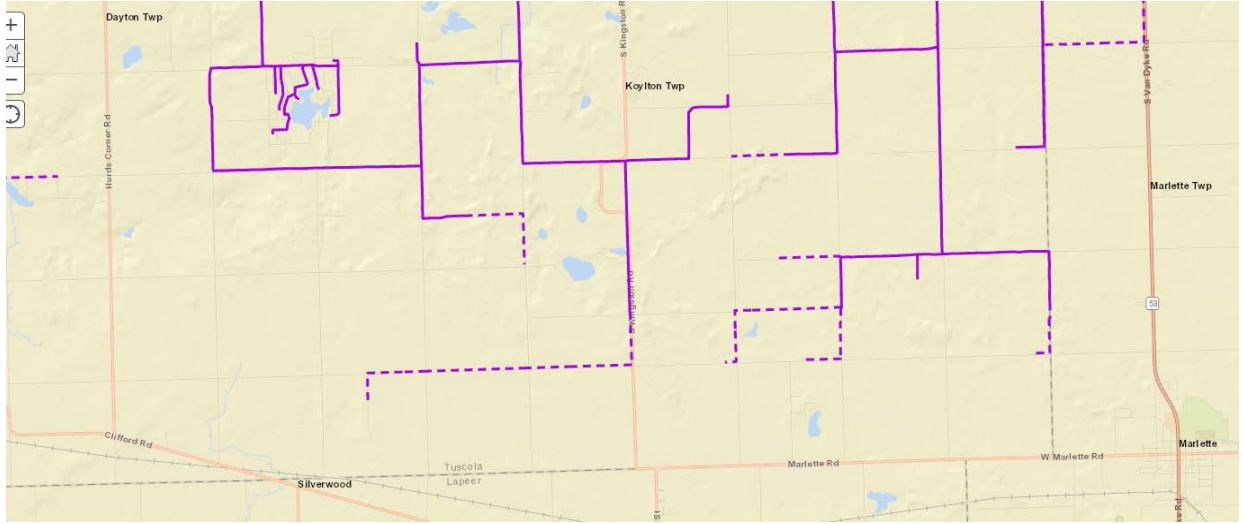 Dayton Twp
S Kingston Rd
Koylton Twp
S Van Dyke Rd
Hurds Corner Rd
Marlette Twp
S Kingston Rd
53
Clifford Rd
Marlette
Tuscola
Lapeer
Marlette Rd
W Marlette Rd
Silverwood
St